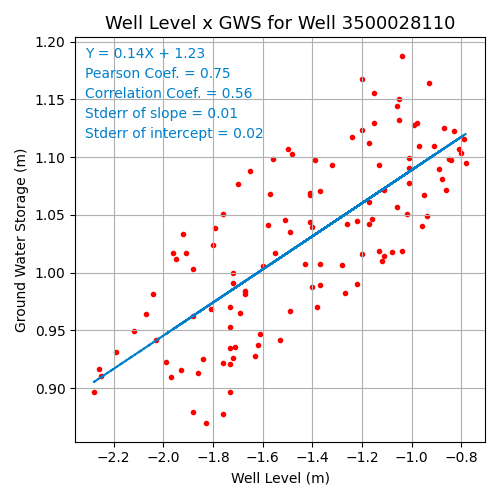 Well Level x GWS for Well 3500028110
Y = 0.14X + 1.23
Pearson Coef. = 0.75
Correlation Coef. = 0.56
Stderr of slope = 0.01
Stderr of intercept = 0.02
Ground Water Storage (m)
1.20
1.15
1.10
1.05
1.00
0.95
0.90
−2.2 −2.0 −1.8 −1.6 −1.4 −1.2 −1.0 −0.8
Well Level (m)